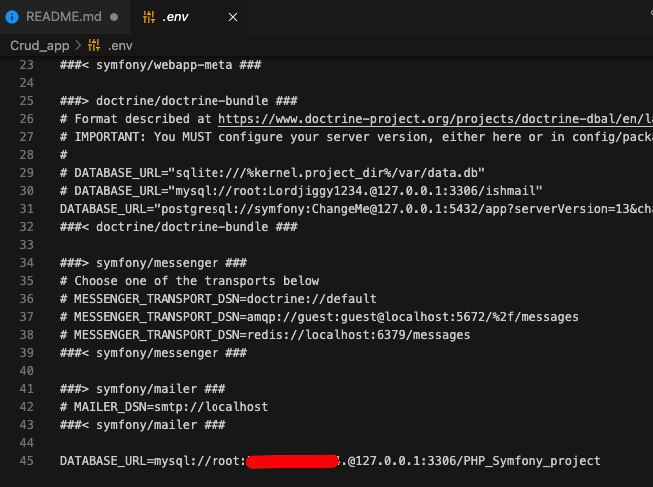 README.md
.env
Crud_app > .env
23 ###< symfony/webapp-meta ###
24
25 ###> doctrine/doctrine-bundle ###
26 # Format described at https://www.doctrine-project.org/projects/doctrine-dbal/en/la
27 # IMPORTANT: You MUST configure your server version, either here or in config/packa
28 #
29 # DATABASE_URL="sqlite:///%kernel.project_dir%/var/data.db"
30 # DATABASE_URL="mysql://root:Lordjiggy1234.@127.0.0.1:3306/ishmail"
31 DATABASE_URL="postgresql://symfony:ChangeMe@127.0.0.1:5432/app?serverVersion=13&cha
32 ###< doctrine/doctrine-bundle ###
33
34 ###> symfony/messenger ###
35 # Choose one of the transports below
36 # MESSENGER_TRANSPORT_DSN=doctrine://default
37 # MESSENGER_TRANSPORT_DSN=amqp://guest:guest@localhost:5672/%2f/messages
38 # MESSENGER_TRANSPORT_DSN=redis://localhost:6379/messages
39 ###< symfony/messenger ###
40
41 ###> symfony/mailer ###
42 # MAILER_DSN=smtp://localhost
43 ###< symfony/mailer ###
44
45 DATABASE_URL=mysql://root: .@127.0.0.1:3306/PHP_Symfony_project